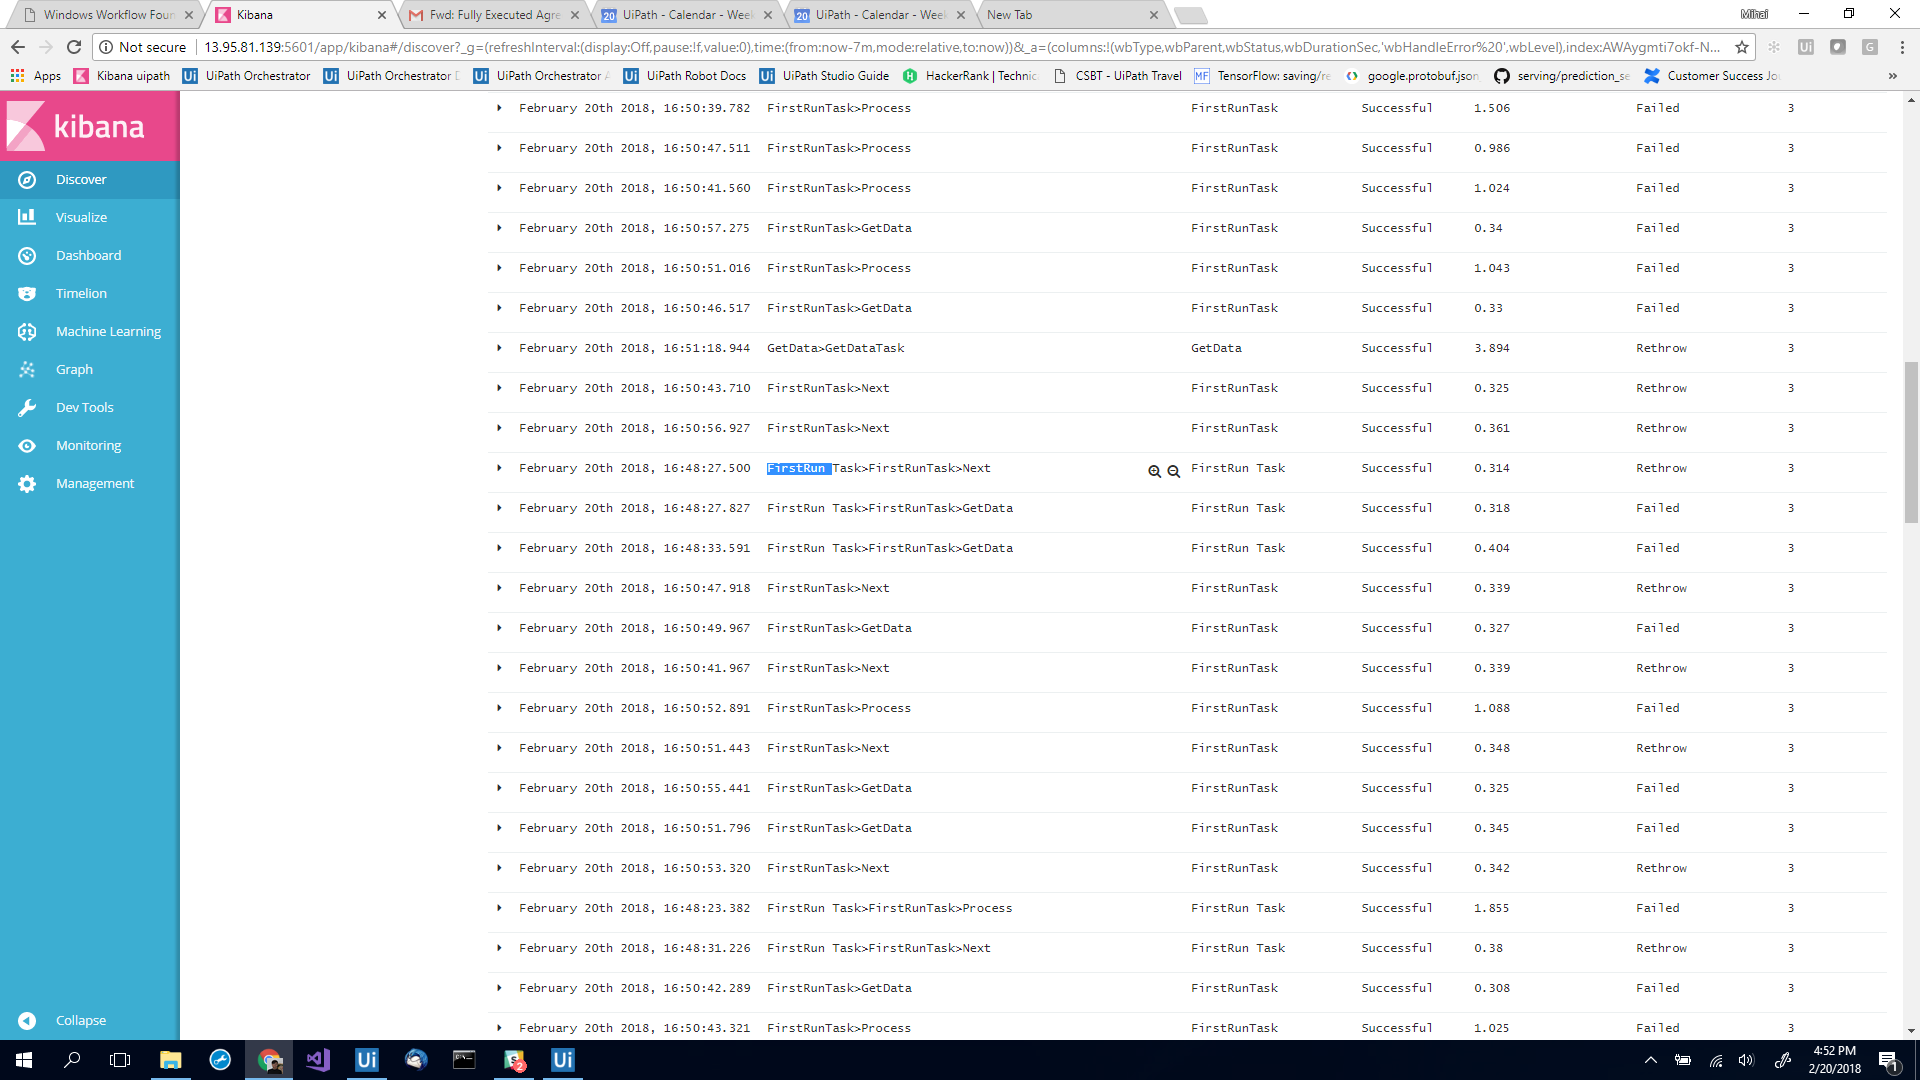 Windows Workflow Foun
Kibana
Fwd: Fully Executed Agre
UiPath - Calendar - Week
UiPath - Calendar - Week
New Tab
Mihai
Not secure 13.95.81.139:5601/app/kibana#/discover?_g=(refreshInterval:(display:Off,pause:!f,value:0),time:(from:now-7m,mode:relative,to:now))&_a=(columns:!(wbType,wbParent,wbStatus,wbDurationSec,'wbHandleError%20',wbLevel),index:AWAygmti7okf-N...
Apps Kibana uipath UiPath Orchestrator UiPath Orchestrator D UiPath Orchestrator A UiPath Robot Docs UiPath Studio Guide HackerRank | Technica CSBT - UiPath Travel TensorFlow: saving/re google.protobuf.json serving/prediction_se Customer Success Jou »
kibana
Discover
Visualize
Dashboard
Timelion
Machine Learning
Graph
Dev Tools
Monitoring
Management
Collapse
February 20th 2018, 16:50:39.782 FirstRunTask>Process FirstRunTask Successful 1.506 Failed 3
February 20th 2018, 16:50:47.511 FirstRunTask>Process FirstRunTask Successful 0.986 Failed 3
February 20th 2018, 16:50:41.560 FirstRunTask>Process FirstRunTask Successful 1.024 Failed 3
February 20th 2018, 16:50:57.275 FirstRunTask>GetData FirstRunTask Successful 0.34 Failed 3
February 20th 2018, 16:50:51.016 FirstRunTask>Process FirstRunTask Successful 1.043 Failed 3
February 20th 2018, 16:50:46.517 FirstRunTask>GetData FirstRunTask Successful 0.33 Failed 3
February 20th 2018, 16:51:18.944 GetData>GetDataTask GetData Successful 3.894 Rethrow 3
February 20th 2018, 16:50:43.710 FirstRunTask>Next FirstRunTask Successful 0.325 Rethrow 3
February 20th 2018, 16:50:56.927 FirstRunTask>Next FirstRunTask Successful 0.361 Rethrow 3
February 20th 2018, 16:48:27.500 FirstRun Task>FirstRunTask>Next FirstRun Task Successful 0.314 Rethrow 3
February 20th 2018, 16:48:27.827 FirstRun Task>FirstRunTask>GetData FirstRun Task Successful 0.318 Failed 3
February 20th 2018, 16:48:33.591 FirstRun Task>FirstRunTask>GetData FirstRun Task Successful 0.404 Failed 3
February 20th 2018, 16:50:47.918 FirstRunTask>Next FirstRunTask Successful 0.339 Rethrow 3
February 20th 2018, 16:50:49.967 FirstRunTask>GetData FirstRunTask Successful 0.327 Failed 3
February 20th 2018, 16:50:41.967 FirstRunTask>Next FirstRunTask Successful 0.339 Rethrow 3
February 20th 2018, 16:50:52.891 FirstRunTask>Process FirstRunTask Successful 1.088 Failed 3
February 20th 2018, 16:50:51.443 FirstRunTask>Next FirstRunTask Successful 0.348 Rethrow 3
February 20th 2018, 16:50:55.441 FirstRunTask>GetData FirstRunTask Successful 0.325 Failed 3
February 20th 2018, 16:50:51.796 FirstRunTask>GetData FirstRunTask Successful 0.345 Failed 3
February 20th 2018, 16:50:53.320 FirstRunTask>Next FirstRunTask Successful 0.342 Rethrow 3
February 20th 2018, 16:48:23.382 FirstRun Task>FirstRunTask>Process FirstRun Task Successful 1.855 Failed 3
February 20th 2018, 16:48:31.226 FirstRun Task>FirstRunTask>Next FirstRun Task Successful 0.38 Rethrow 3
February 20th 2018, 16:50:42.289 FirstRunTask>GetData FirstRunTask Successful 0.308 Failed 3
February 20th 2018, 16:50:43.321 FirstRunTask>Process FirstRunTask Successful 1.025 Failed 3
4:52 PM
2/20/2018